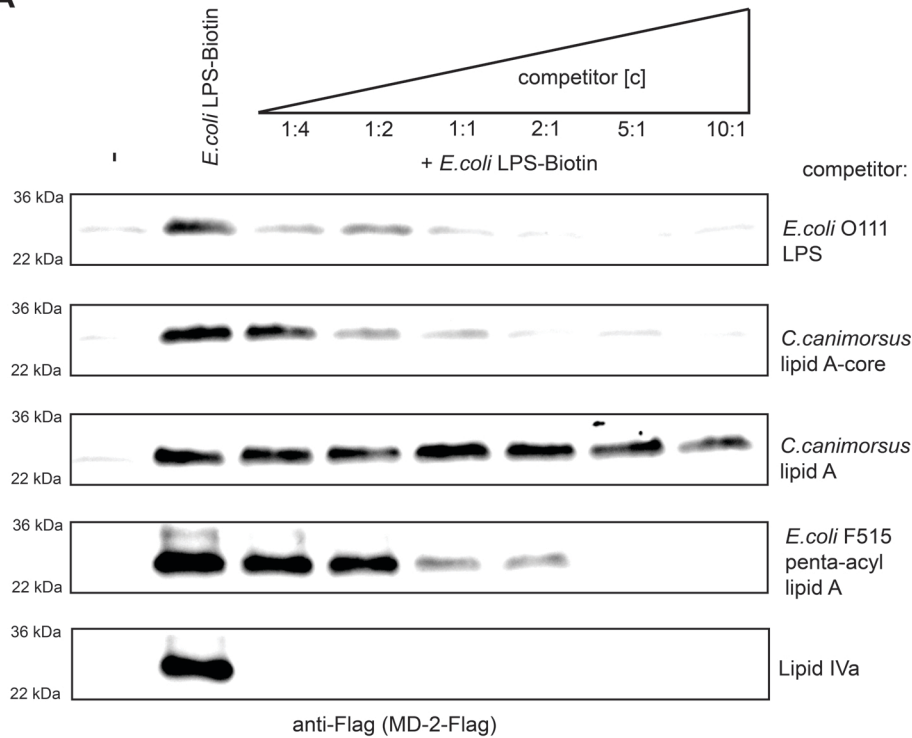 A
E.coli LPS-Biotin
competitor [c]
1:4 1:2 1:1 2:1 5:1 10:1
-
+ E.coli LPS-Biotin
competitor:
36 kDa
22 kDa
E.coli O111
LPS
36 kDa
22 kDa
C.canimorsus
lipid A-core
36 kDa
22 kDa
C.canimorsus
lipid A
36 kDa
22 kDa
E.coli F515
penta-acyl
lipid A
36 kDa
22 kDa
Lipid IVa
anti-Flag (MD-2-Flag)